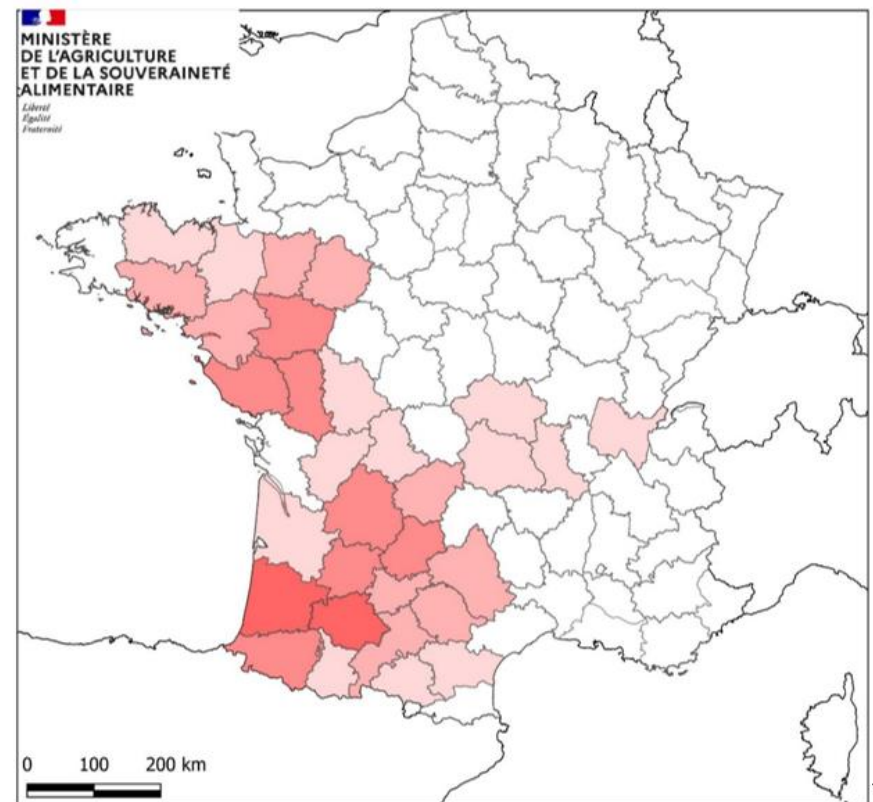 MINISTÈRE
DE L'AGRICULTURE
ET DE LA SOUVERAINETÉ
ALIMENTAIRE
Liberté
Égalité
Fraternité
0 100 200 km